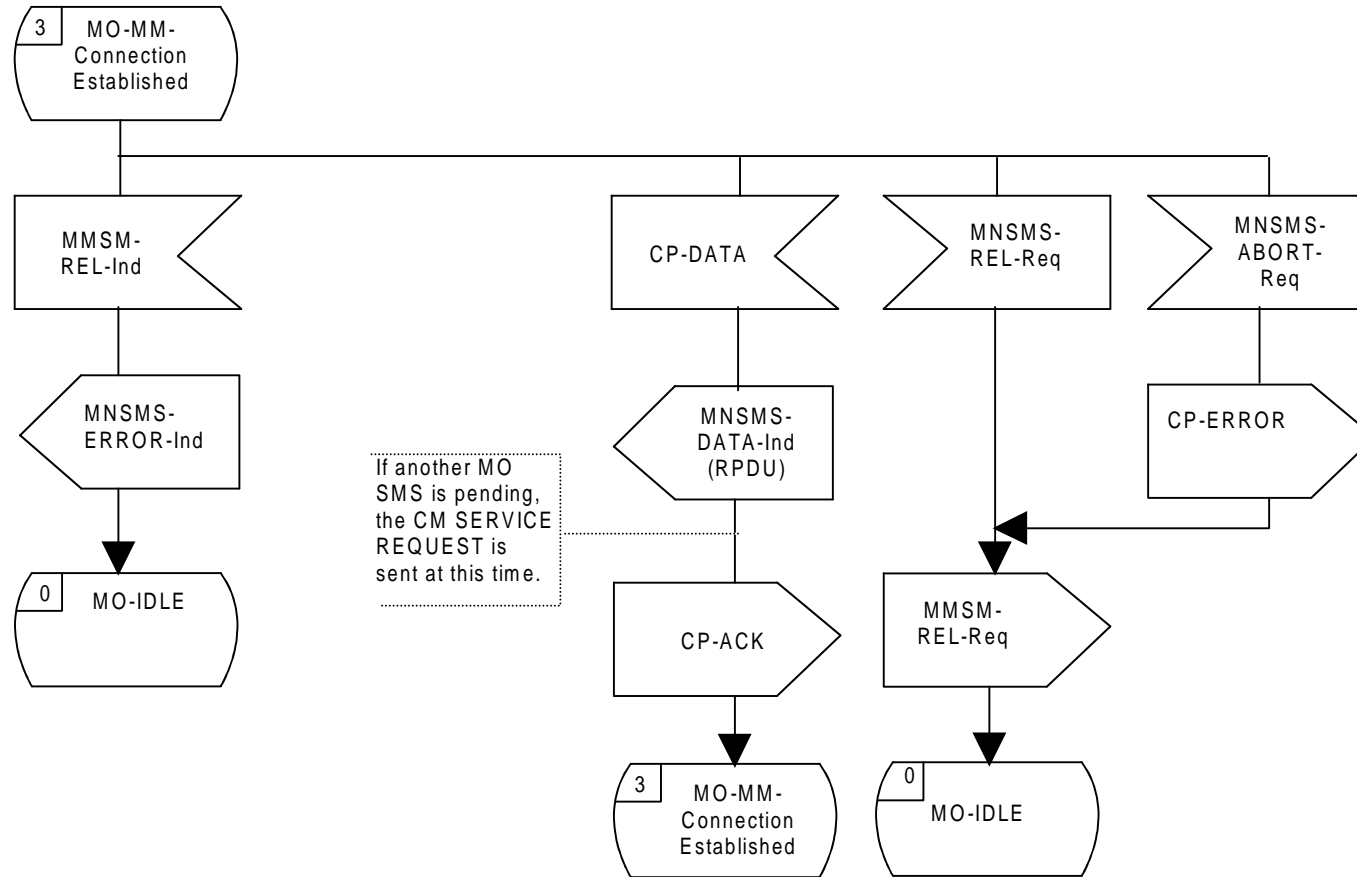 3
MO-MM-
Connection
Established
MMSM-
REL-Ind
CP-DATA
MNSMS-
REL-Req
MNSMS-
ABORT-
Req
MNSMS-
ERROR-Ind
MNSMS-
DATA-Ind
(RPDU)
CP-ERROR
If another MO
SMS is pending,
the CM SERVICE
REQUEST is
sent at this time.
0
MO-IDLE
CP-ACK
MMSM-
REL-Req
3
MO-MM-
Connection
Established
0
MO-IDLE